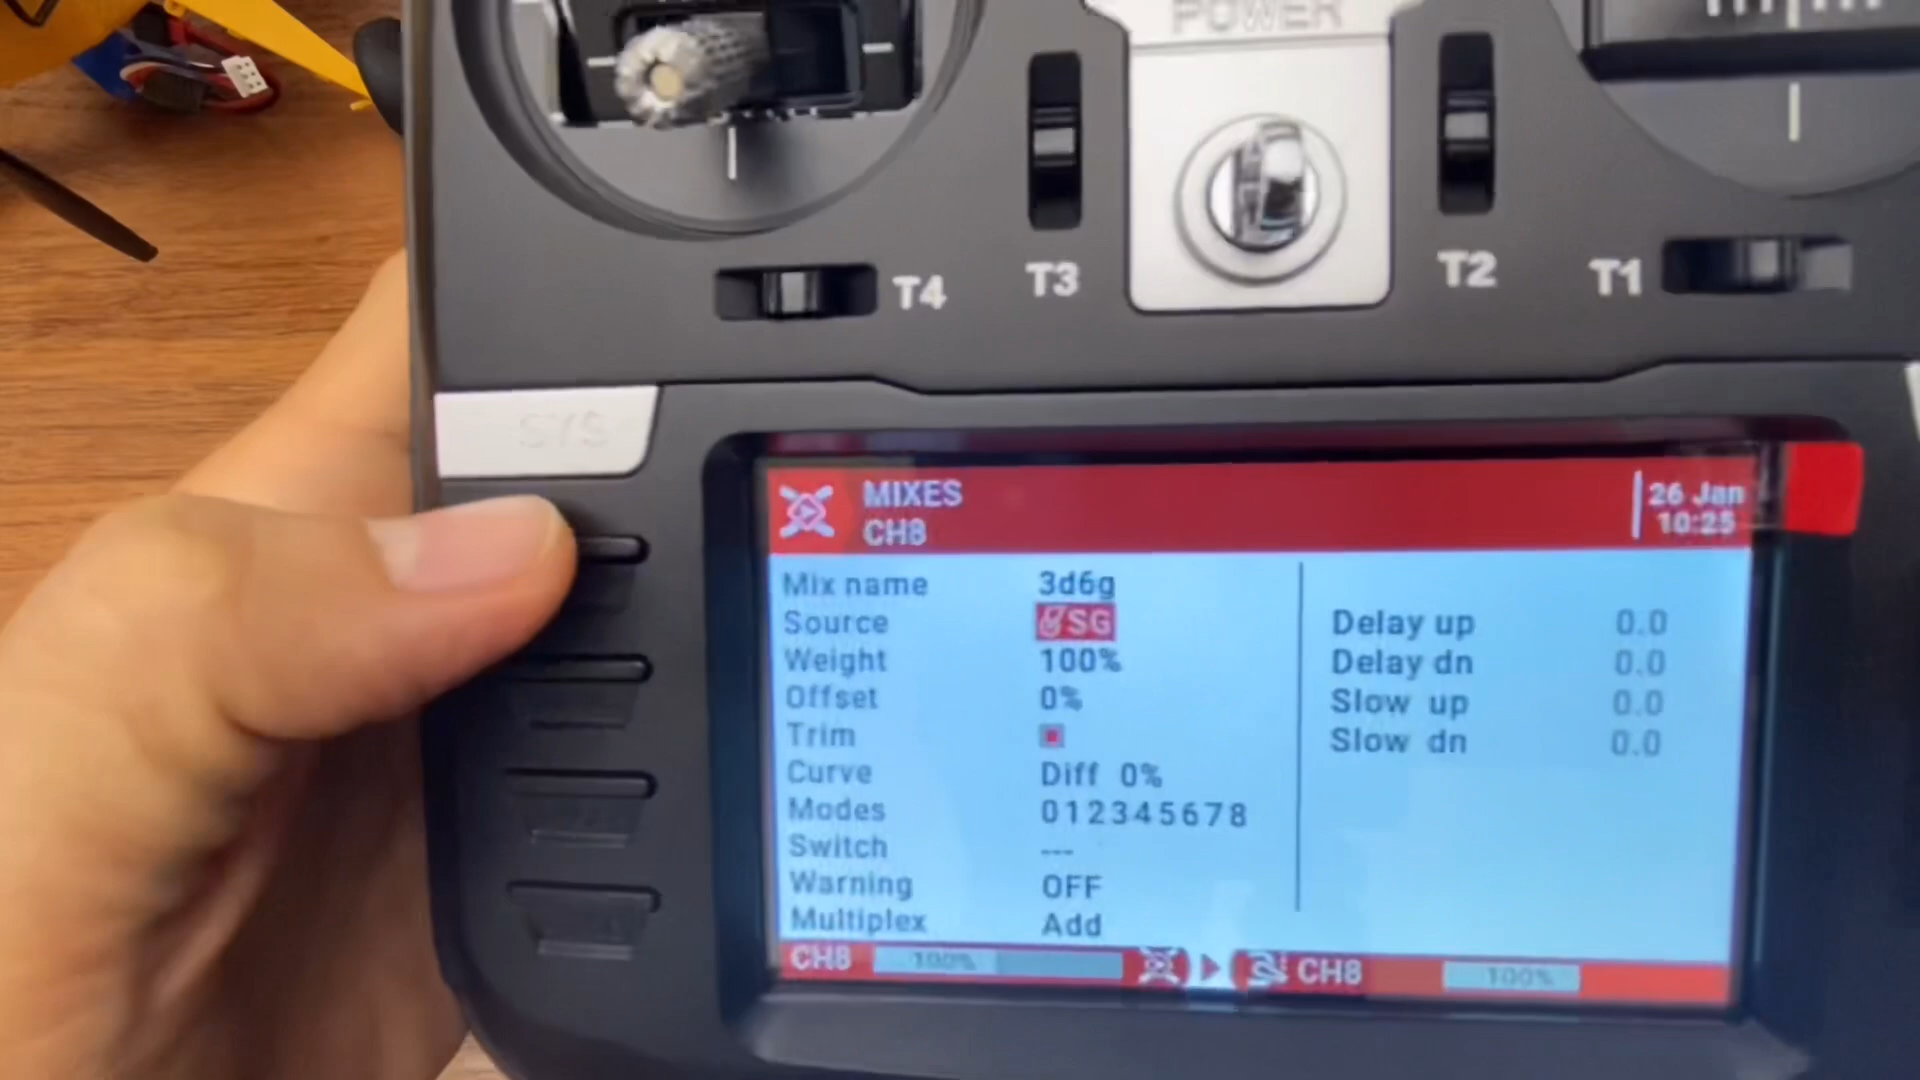 POWER
T4
T3
T2
T1
SYS
MIXES
CH8
26 Jan
10:25
Mix name 3d6g
Source SG
Weight 100%
Offset 0%
Trim
Curve Diff 0%
Modes 012345678
Switch ---
Warning OFF
Multiplex Add
Delay up 0.0
Delay dn 0.0
Slow up 0.0
Slow dn 0.0
CH8 100% CH8 100%